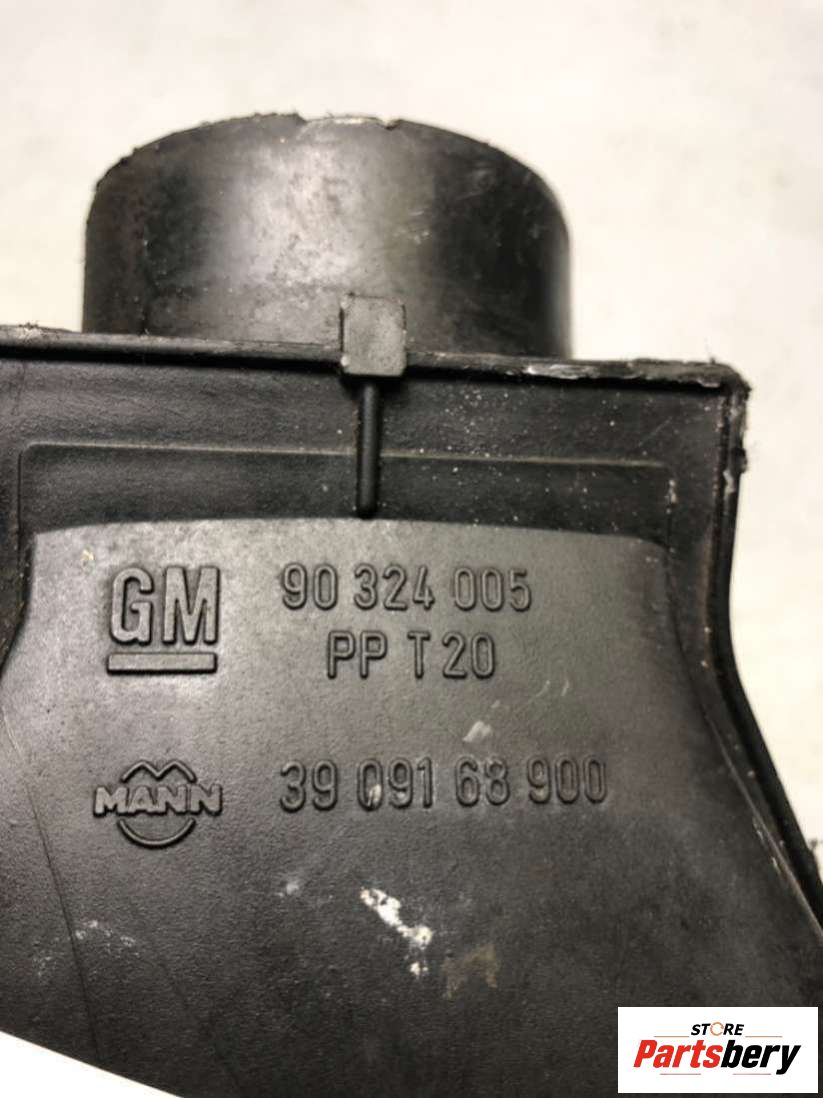 GM 90 324 005
PP T20
MANN 39 091 68 900
STORE
Partsbery